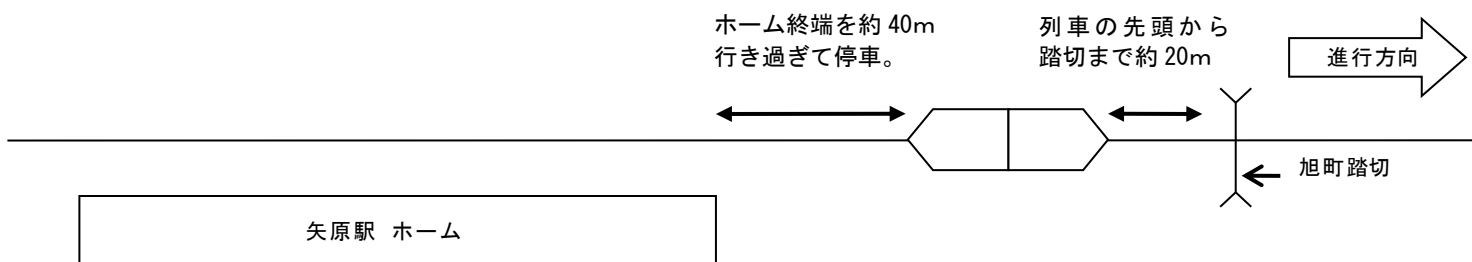 ホーム終端を約 40m
行き過ぎて停車。
列車の先頭から
踏切まで約 20m
進行方向
旭町踏切
矢原駅 ホーム